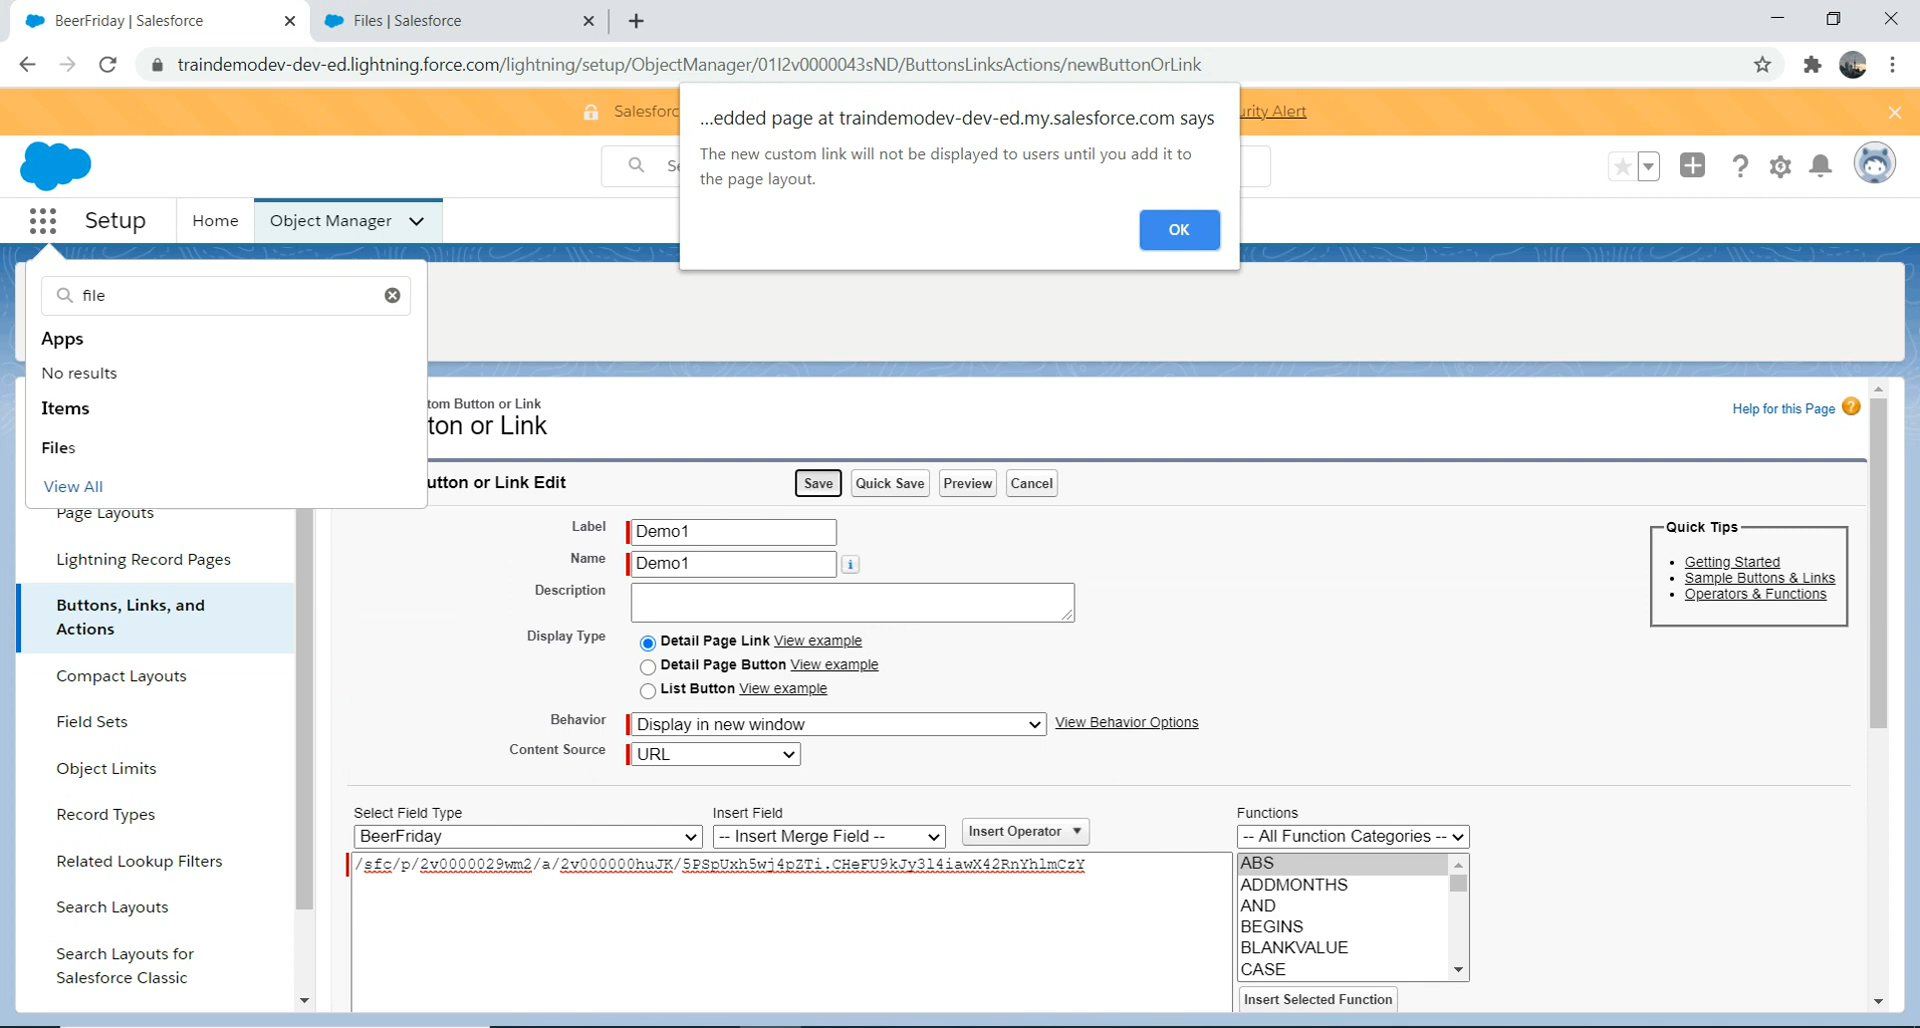 BeerFriday | Salesforce
Files | Salesforce
traindemodev-dev-ed.lightning.force.com/lightning/setup/ObjectManager/01I2v0000043sND/ButtonsLinksActions/newButtonOrLink
Salesforc
urity Alert
...edded page at traindemodev-dev-ed.my.salesforce.com says
The new custom link will not be displayed to users until you add it to
the page layout.
OK
Se
Setup
Home
Object Manager
file
Apps
No results
Items
Files
View All
Page Layouts
Lightning Record Pages
Buttons, Links, and
Actions
Compact Layouts
Field Sets
Object Limits
Record Types
Related Lookup Filters
Search Layouts
Search Layouts for
Salesforce Classic
tom Button or Link
ton or Link
Help for this Page
utton or Link Edit
Save
Quick Save
Preview
Cancel
Label
Demo1
Name
Demo1
Description
Display Type
Detail Page Link View example
Detail Page Button View example
List Button View example
Behavior
Display in new window
View Behavior Options
Content Source
URL
Quick Tips
Getting Started
Sample Buttons & Links
Operators & Functions
Select Field Type
BeerFriday
Insert Field
-- Insert Merge Field --
Insert Operator
Functions
-- All Function Categories --
/sfc/p/2v0000029wm2/a/2v000000huJK/5PSpUxh5wj4pZTi.CHeFU9kJy3l4iawX42RnYhlmCzY
ABS
ADDMONTHS
AND
BEGINS
BLANKVALUE
CASE
Insert Selected Function